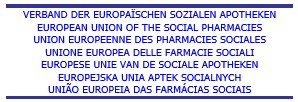 VERBAND DER EUROPAÏSCHEN SOZIALEN APOTHEKEN
EUROPEAN UNION OF THE SOCIAL PHARMACIES
UNION EUROPEENNE DES PHARMACIES SOCIALES
UNIONE EUROPEA DELLE FARMACIE SOCIALI
EUROPESE UNIE VAN DE SOCIALE APOTHEKEN
EUROPEJSKA UNIA APTEK SOCJALNYCH
UNIÃO EUROPEIA DAS FARMÁCIAS SOCIAIS